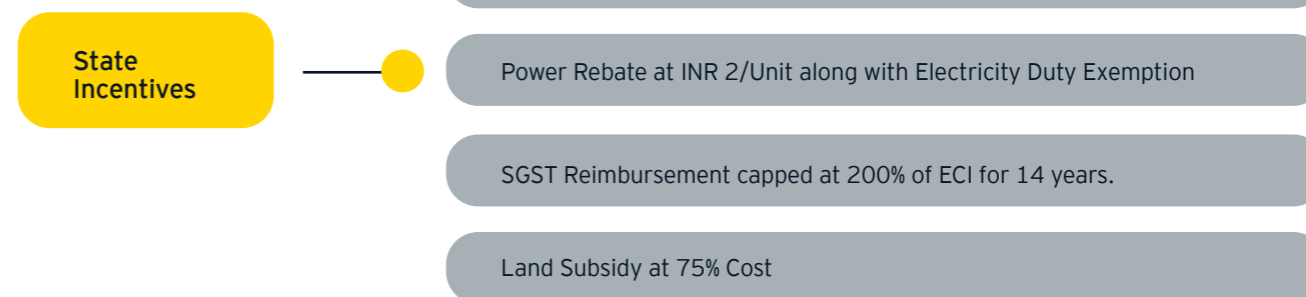 State
Incentives
Power Rebate at INR 2/Unit along with Electricity Duty Exemption
SGST Reimbursement capped at 200% of ECI for 14 years.
Land Subsidy at 75% Cost